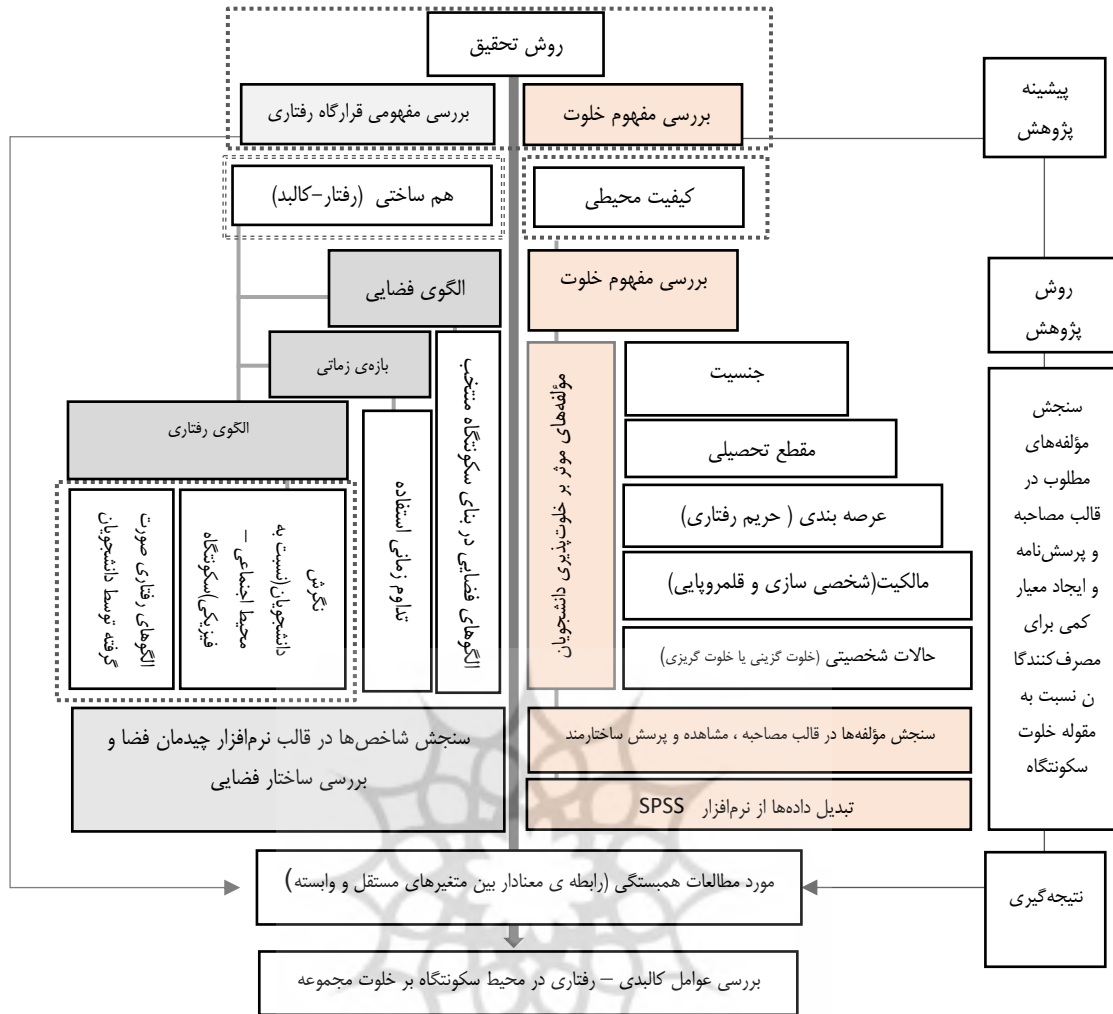 روش تحقیق
پیشینه
پژوهش
بررسی مفهوم خلوت
بررسی مفهومی قرارگاه رفتاری
کیفیت محیطی
هم ساختی (رفتار-کالبد)
روش
پژوهش
بررسی مفهوم خلوت
الگوی فضایی
بازه‌ی زماتی
الگوی رفتاری
سنجش
مؤلفه‌های
مطلوب در
قالب مصاحبه
و پرسش‌نامه
و ایجاد معیار
کمی برای
مصرف‌کنندگا
ن نسبت به
مقوله خلوت
سکونتگاه
جنسیت
مقطع تحصیلی
عرصه بندی ( حریم رفتاری)
مالکیت(شخصی سازی و قلمروپایی)
حالات شخصیتی (خلوت گزینی یا خلوت گریزی)
مؤلفه‌های موثر بر خلوت‌پذیری دانشجویان
الگوهای فضایی در بنای سکونتگاه منتخب
تداوم زمانی استفاده
نگرش
دانشجویان(نسبت به
محیط اجتماعی –
فیزیکی)سکونتگاه
الگوهای رفتاری صورت
گرفته توسط دانشجویان
سنجش مؤلفه‌ها در قالب مصاحبه ، مشاهده و پرسش ساختارمند
سنجش شاخص‌ها در قالب نرم‌افزار چیدمان فضا و
بررسی ساختار فضایی
تبدیل داده‌ها از نرم‌افزار SPSS
نتیجه‌گیری
مورد مطالعات همبستگی (رابطه ی معنادار بین متغیرهای مستقل و وابسته)
بررسی عوامل کالبدی – رفتاری در محیط سکونتگاه بر خلوت مجموعه